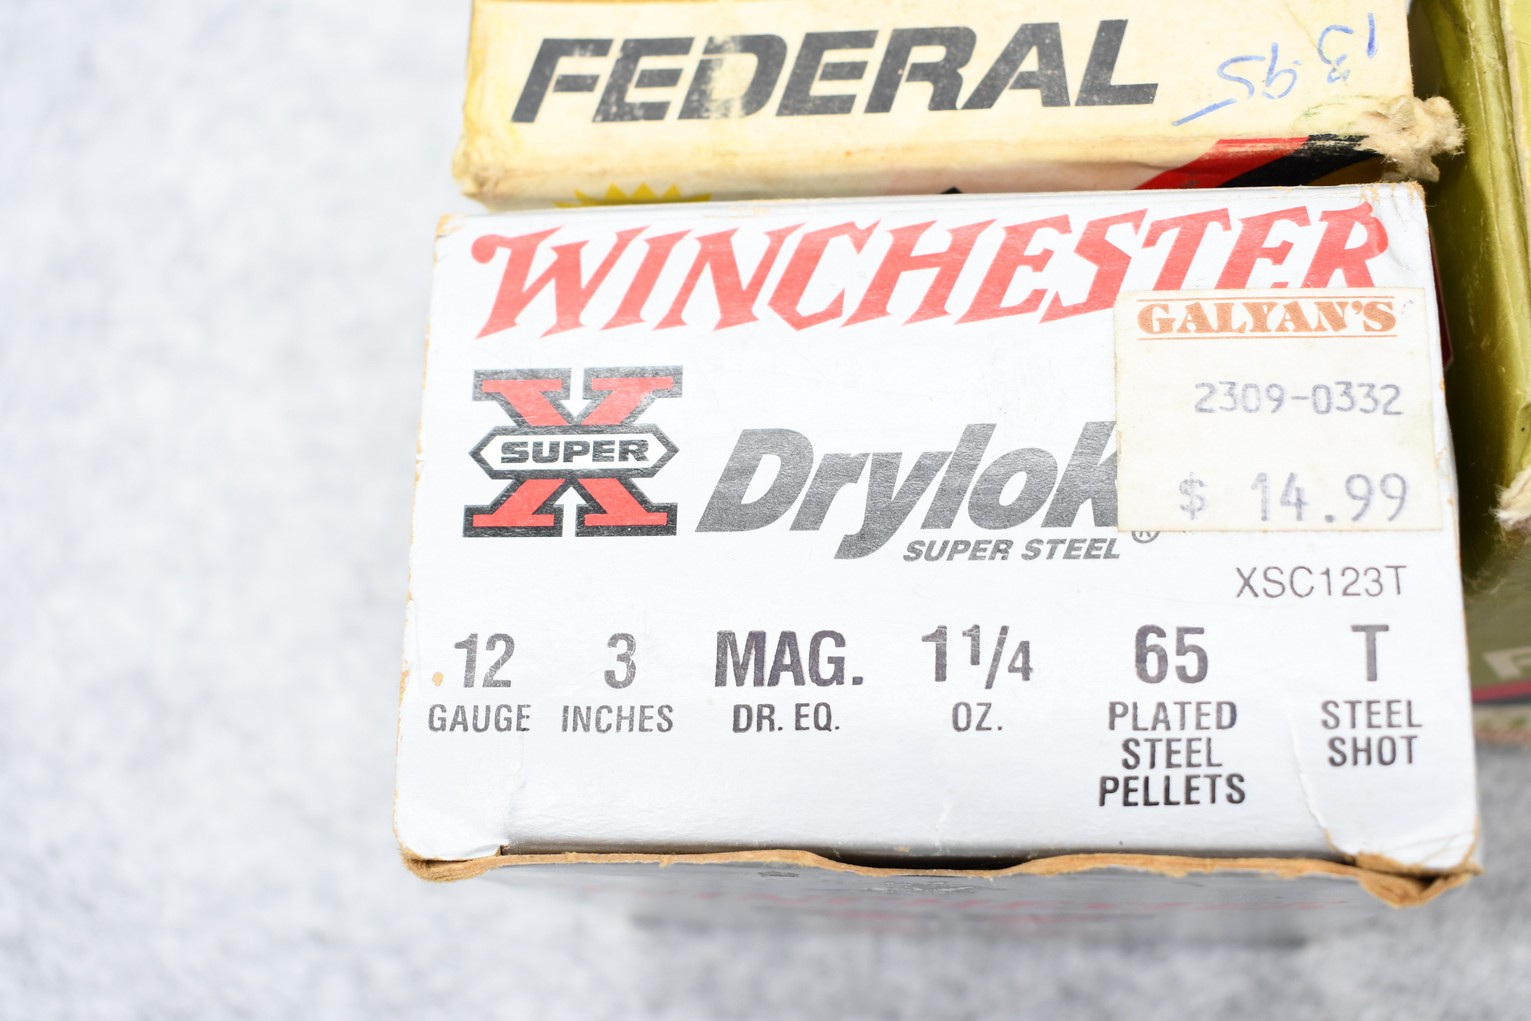 FEDERAL
13.95
WINCHESTER
GALYAN'S
2309-0332
$ 14.99
SUPER X
Drylok®
SUPER STEEL
XSC123T
12 3 MAG. 1 1/4 65 T
GAUGE INCHES DR. EQ. OZ. PLATED STEEL
STEEL SHOT
PELLETS